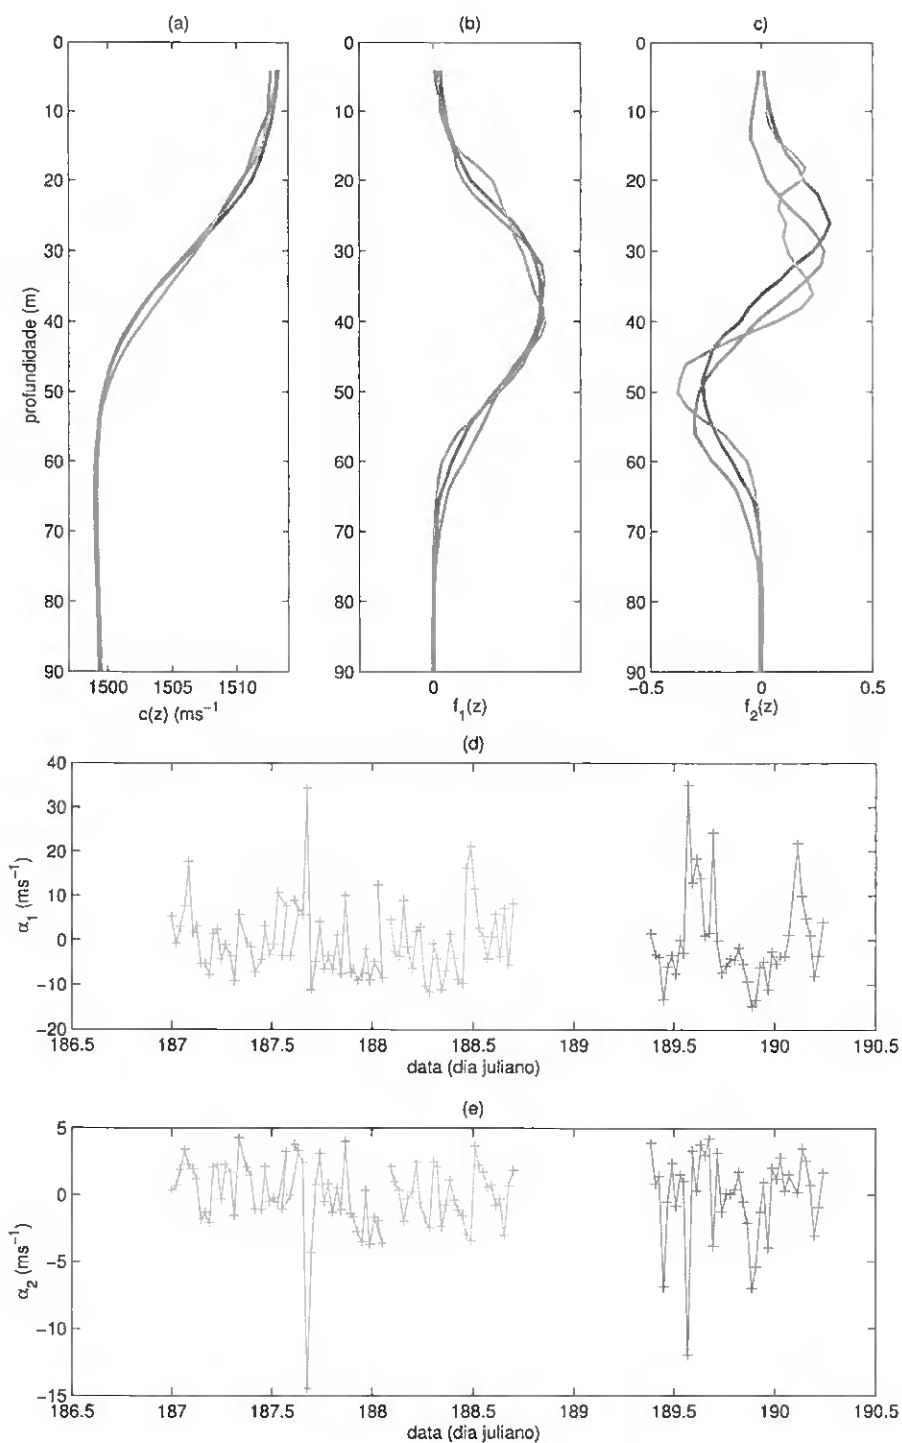 (a) (b) c)
0 0 0
10 10 10
20 20 20
30 30 30
40 40 40
50 50 50
60 60 60
70 70 70
80 80 80
90 90 90
profundidade (m)
1500 1505 1510 0 −0.5 0 0.5
c(z) (ms⁻¹ f₁(z) f₂(z)
(d)
40
30
20
10
0
−10
−20
α₁ (ms⁻¹)
186.5 187 187.5 188 188.5 189 189.5 190 190.5
data (dia juliano)
(e)
5
0
−5
−10
−15
α₂ (ms⁻¹)
186.5 187 187.5 188 188.5 189 189.5 190 190.5
data (dia juliano)